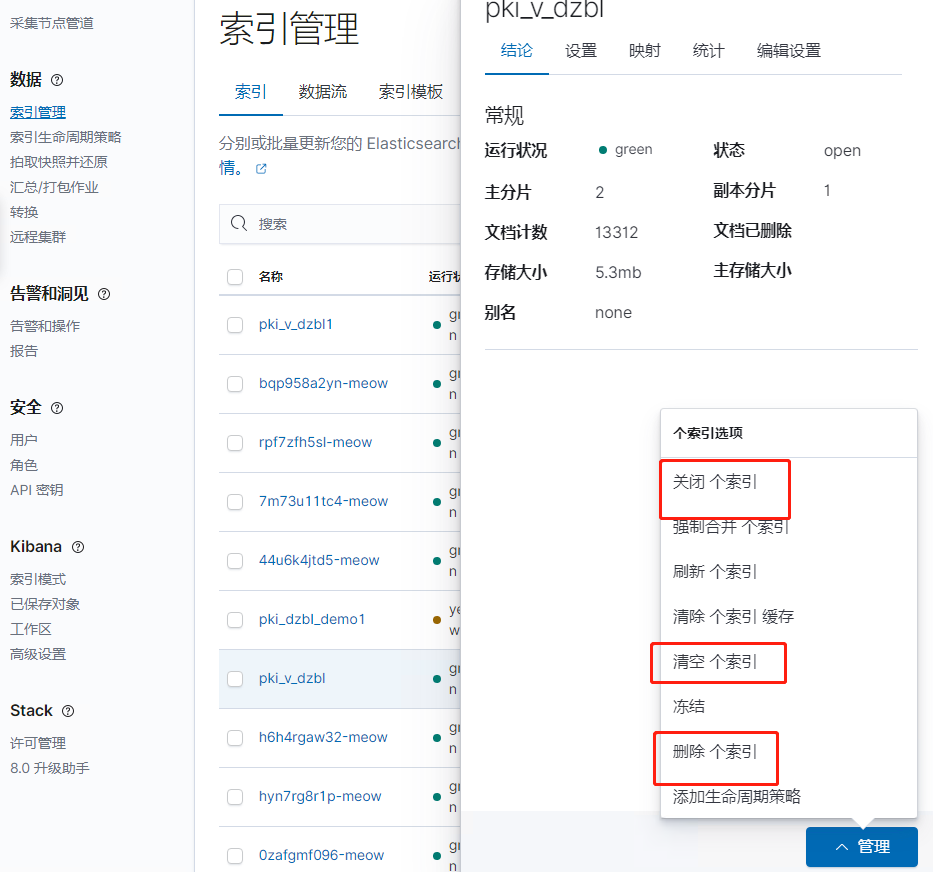 采集节点管道
数据
索引管理
索引生命周期策略
拍取快照并还原
汇总/打包作业
转换
远程集群
告警和洞见
告警和操作
报告
安全
用户
角色
API 密钥
Kibana
索引模式
已保存对象
工作区
高级设置
Stack
许可管理
8.0 升级助手
索引管理
索引 数据流 索引模板
分别或批量更新您的 Elasticsearch
情。
搜索
名称 运行状
pki_v_dzbl1
gr
n
bqp958a2yn-meow
gr
n
rpf7zfh5sl-meow
gr
n
7m73u11tc4-meow
gr
n
44u6k4jtd5-meow
gr
n
pki_dzbl_demo1
ye
w
pki_v_dzbl
gr
n
h6h4rgaw32-meow
gr
n
hyn7rg8r1p-meow
gr
n
0zafgmf096-meow
gr
n
pki_v_dzbl
结论 设置 映射 统计 编辑设置
常规
运行状况 green 状态 open
主分片 2 副本分片 1
文档计数 13312 文档已删除
存储大小 5.3mb 主存储大小
别名 none
个索引选项
关闭 个索引
强制合并 个索引
刷新 个索引
清除 个索引 缓存
清空 个索引
冻结
删除 个索引
添加生命周期策略
管理